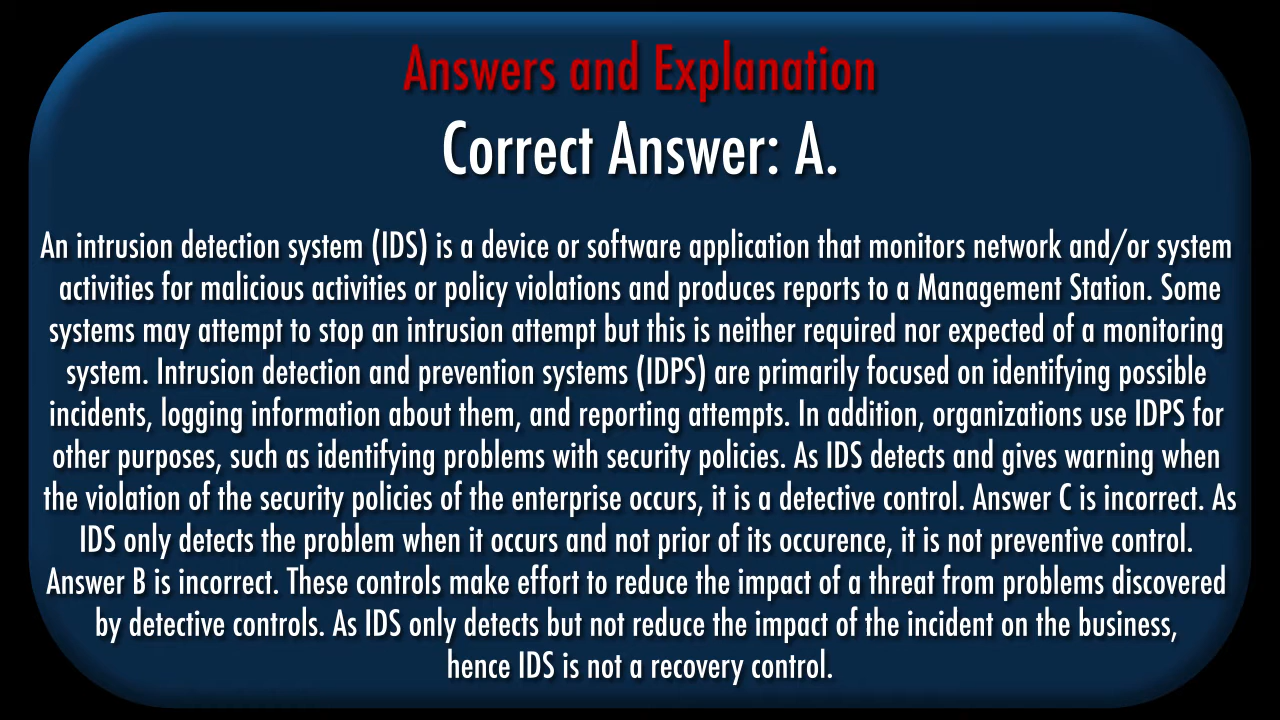 Answers and Explanation
Correct Answer: A.
An intrusion detection system (IDS) is a device or software application that monitors network and/or system
activities for malicious activities or policy violations and produces reports to a Management Station. Some
systems may attempt to stop an intrusion attempt but this is neither required nor expected of a monitoring
system. Intrusion detection and prevention systems (IDPS) are primarily focused on identifying possible
incidents, logging information about them, and reporting attempts. In addition, organizations use IDPS for
other purposes, such as identifying problems with security policies. As IDS detects and gives warning when
the violation of the security policies of the enterprise occurs, it is a detective control. Answer C is incorrect. As
IDS only detects the problem when it occurs and not prior of its occurence, it is not preventive control.
Answer B is incorrect. These controls make effort to reduce the impact of a threat from problems discovered
by detective controls. As IDS only detects but not reduce the impact of the incident on the business,
hence IDS is not a recovery control.